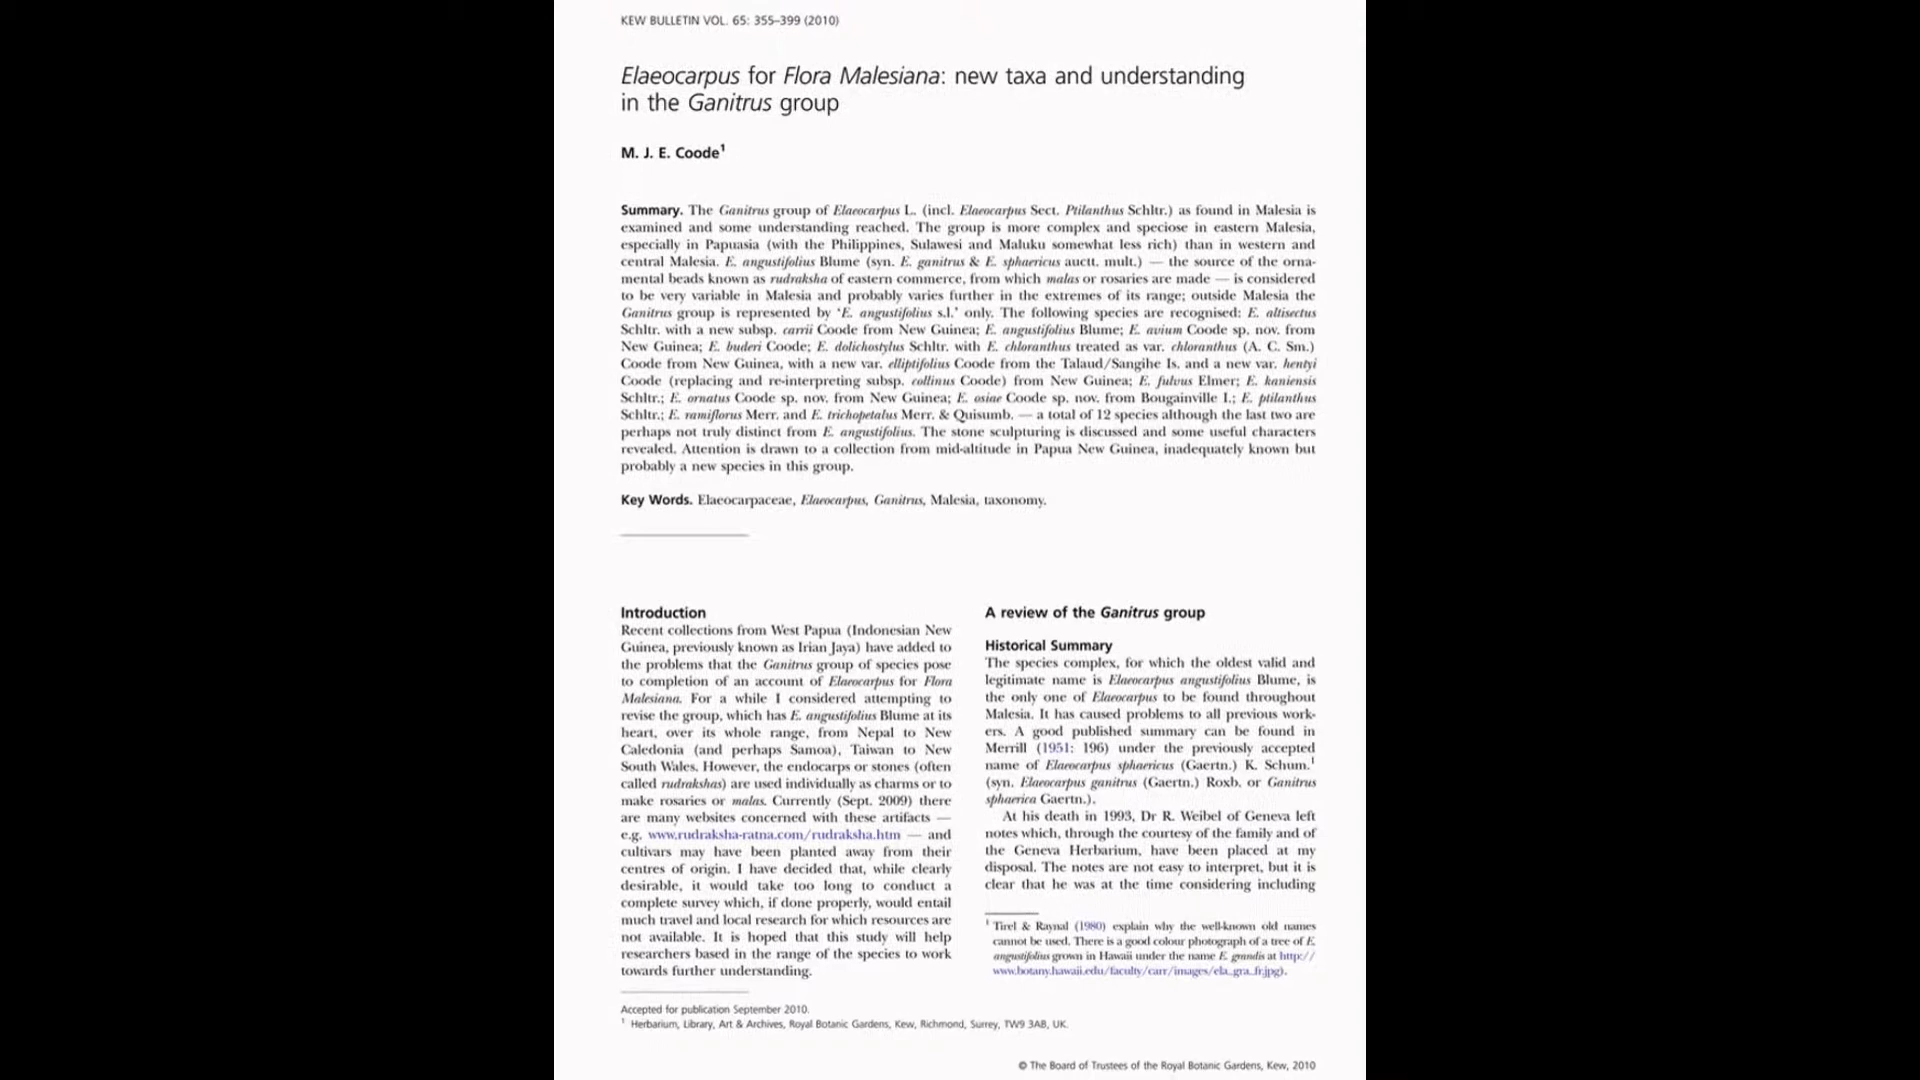 KEW BULLETIN VOL. 65: 355–399 (2010)
Elaeocarpus for Flora Malesiana: new taxa and understanding
in the Ganitrus group
M. J. E. Coode¹
Summary. The Ganitrus group of Elaeocarpus L. (incl. Elaeocarpus Sect. Ptilanthus Schltr.) as found in Malesia is
examined and some understanding reached. The group is more complex and speciose in eastern Malesia,
especially in Papuasia (with the Philippines, Sulawesi and Maluku somewhat less rich) than in western and
central Malesia. E. angustifolius Blume (syn. E. ganitrus & E. sphaericus auctt. mult.) — the source of the orna-
mental beads known as rudraksha of eastern commerce, from which malas or rosaries are made — is considered
to be very variable in Malesia and probably varies further in the extremes of its range; outside Malesia the
Ganitrus group is represented by ‘E. angustifolius s.l.’ only. The following species are recognised: E. altisectus
Schltr. with a new subsp. carrii Coode from New Guinea; E. angustifolius Blume; E. avium Coode sp. nov. from
New Guinea; E. buderi Coode; E. dolichostylus Schltr. with E. chloranthus treated as var. chloranthus (A. C. Sm.)
Coode from New Guinea, with a new var. elliptifolius Coode from the Talaud/Sangihe Is. and a new var. hentyi
Coode (replacing and re-interpreting subsp. collinus Coode) from New Guinea; E. fulvus Elmer; E. kaniensis
Schltr.; E. ornatus Coode sp. nov. from New Guinea; E. osiae Coode sp. nov. from Bougainville I.; E. ptilanthus
Schltr.; E. ramiflorus Merr. and E. trichopetalus Merr. & Quisumb. — a total of 12 species although the last two are
perhaps not truly distinct from E. angustifolius. The stone sculpturing is discussed and some useful characters
revealed. Attention is drawn to a collection from mid-altitude in Papua New Guinea, inadequately known but
probably a new species in this group.
Key Words. Elaeocarpaceae, Elaeocarpus, Ganitrus, Malesia, taxonomy.
Introduction
Recent collections from West Papua (Indonesian New
Guinea, previously known as Irian Jaya) have added to
the problems that the Ganitrus group of species pose
to completion of an account of Elaeocarpus for Flora
Malesiana. For a while I considered attempting to
revise the group, which has E. angustifolius Blume at its
heart, over its whole range, from Nepal to New
Caledonia (and perhaps Samoa), Taiwan to New
South Wales. However, the endocarps or stones (often
called rudrakshas) are used individually as charms or to
make rosaries or malas. Currently (Sept. 2009) there
are many websites concerned with these artifacts —
e.g. www.rudraksha-ratna.com/rudraksha.htm — and
cultivars may have been planted away from their
centres of origin. I have decided that, while clearly
desirable, it would take too long to conduct a
complete survey which, if done properly, would entail
much travel and local research for which resources are
not available. It is hoped that this study will help
researchers based in the range of the species to work
towards further understanding.
A review of the Ganitrus group
Historical Summary
The species complex, for which the oldest valid and
legitimate name is Elaeocarpus angustifolius Blume, is
the only one of Elaeocarpus to be found throughout
Malesia. It has caused problems to all previous work-
ers. A good published summary can be found in
Merrill (1951: 196) under the previously accepted
name of Elaeocarpus sphaericus (Gaertn.) K. Schum.¹
(syn. Elaeocarpus ganitrus (Gaertn.) Roxb. or Ganitrus
sphaerica Gaertn.).
At his death in 1993, Dr R. Weibel of Geneva left
notes which, through the courtesy of the family and of
the Geneva Herbarium, have been placed at my
disposal. The notes are not easy to interpret, but it is
clear that he was at the time considering including
¹ Tirel & Raynal (1980) explain why the well-known old names
cannot be used. There is a good colour photograph of a tree of E.
angustifolius grown in Hawaii under the name E. grandis at http://
www.botany.hawaii.edu/faculty/carr/images/ela_gra_fr.jpg).
Accepted for publication September 2010.
¹ Herbarium, Library, Art & Archives, Royal Botanic Gardens, Kew, Richmond, Surrey, TW9 3AB, UK.
© The Board of Trustees of the Royal Botanic Gardens, Kew, 2010